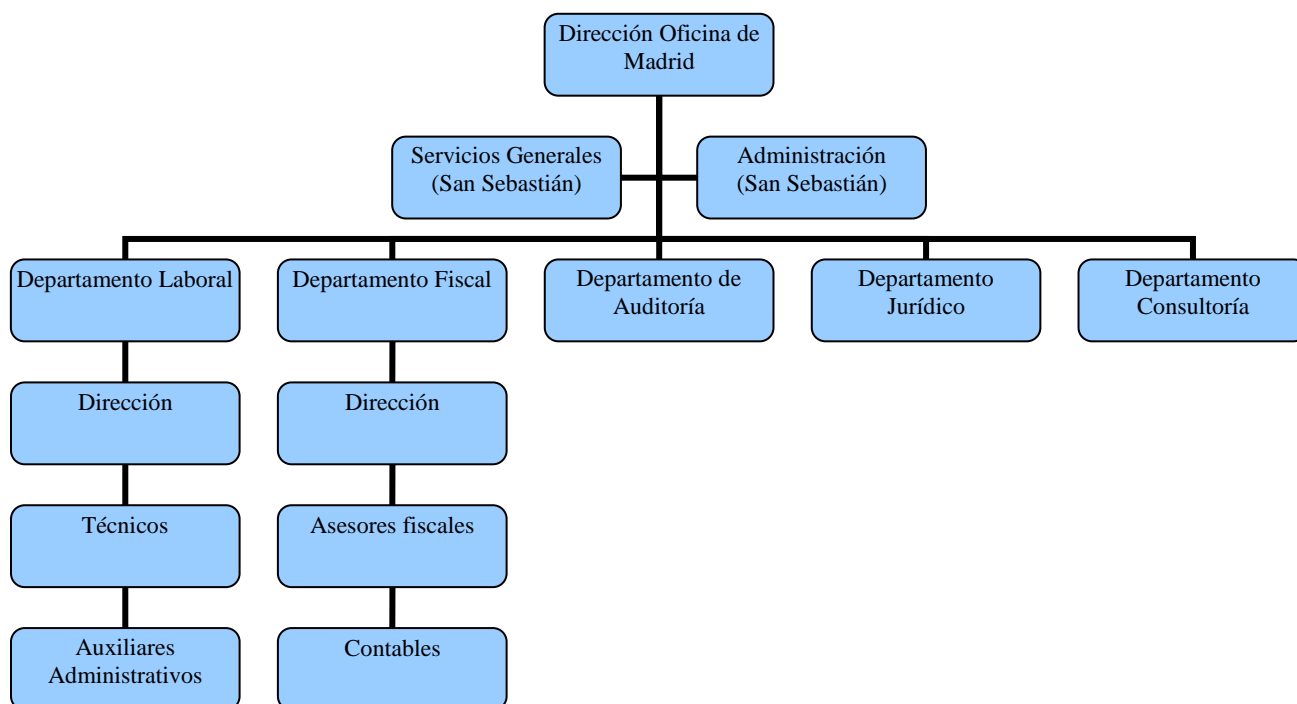 Dirección Oficina de
Madrid
Servicios Generales
(San Sebastián)
Administración
(San Sebastián)
Departamento Laboral
Departamento Fiscal
Departamento de
Auditoría
Departamento
Jurídico
Departamento
Consultoría
Dirección
Dirección
Técnicos
Asesores fiscales
Auxiliares
Administrativos
Contables